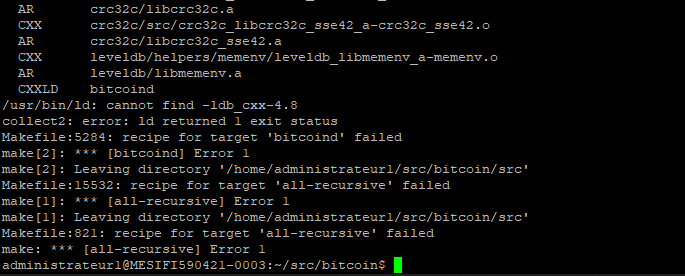 AR crc32c/libcrc32c.a
CXX crc32c/src/crc32c_libcrc32c_sse42_a-crc32c_sse42.o
AR crc32c/libcrc32c_sse42.a
CXX leveldb/helpers/memenv/leveldb_libmemenv_a-memenv.o
AR leveldb/libmemenv.a
CXXLD bitcoind
/usr/bin/ld: cannot find -ldb_cxx-4.8
collect2: error: ld returned 1 exit status
Makefile:5284: recipe for target 'bitcoind' failed
make[2]: *** [bitcoind] Error 1
make[2]: Leaving directory '/home/administrateur1/src/bitcoin/src'
Makefile:15532: recipe for target 'all-recursive' failed
make[1]: *** [all-recursive] Error 1
make[1]: Leaving directory '/home/administrateur1/src/bitcoin/src'
Makefile:821: recipe for target 'all-recursive' failed
make: *** [all-recursive] Error 1
administrateur1@MESIFI590421-0003:~/src/bitcoin$